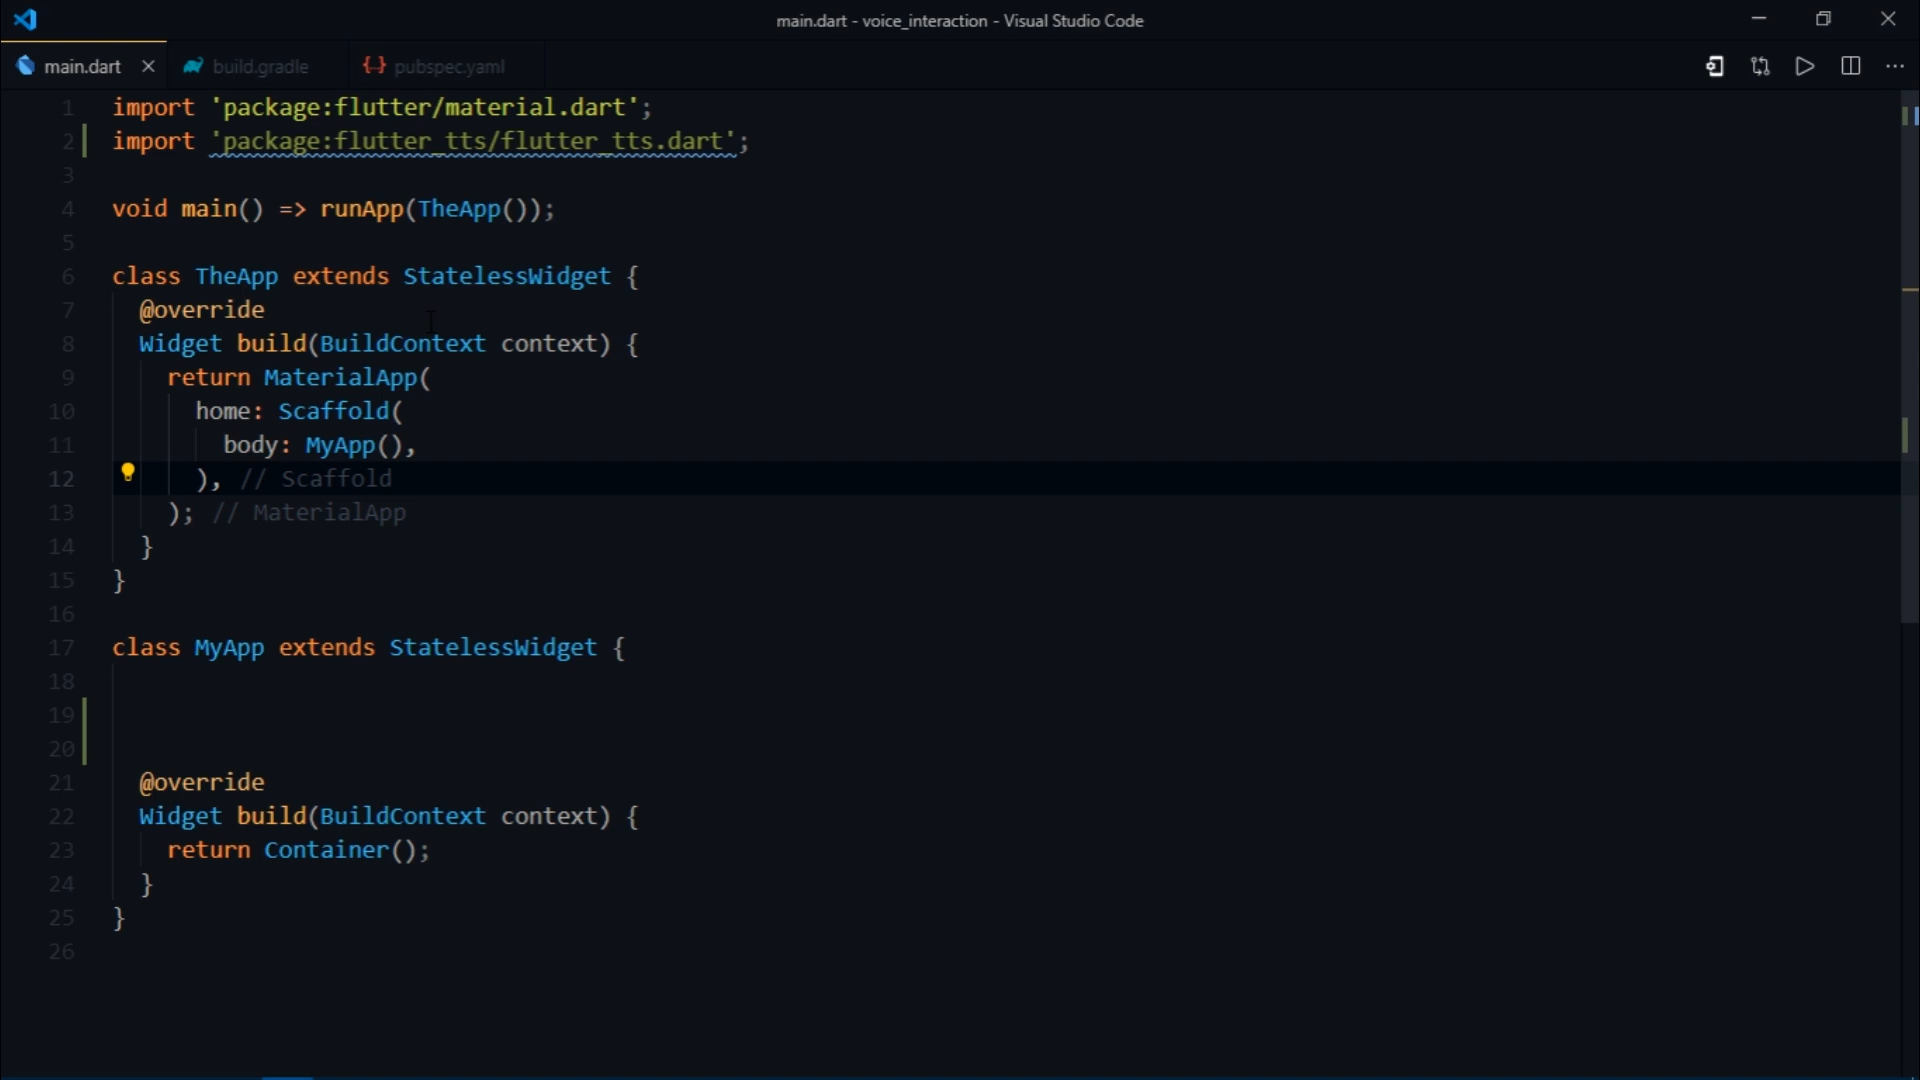 main.dart - voice_interaction - Visual Studio Code
main.dart build.gradle {··} pubspec.yaml
1 import 'package:flutter/material.dart';
2 import 'package:flutter_tts/flutter_tts.dart';
3
4 void main() => runApp(TheApp());
5
6 class TheApp extends StatelessWidget {
7 @override
8 Widget build(BuildContext context) {
9 return MaterialApp(
10 home: Scaffold(
11 body: MyApp(),
12 ), // Scaffold
13 ); // MaterialApp
14 }
15 }
16
17 class MyApp extends StatelessWidget {
18
19
20
21 @override
22 Widget build(BuildContext context) {
23 return Container();
24 }
25 }
26